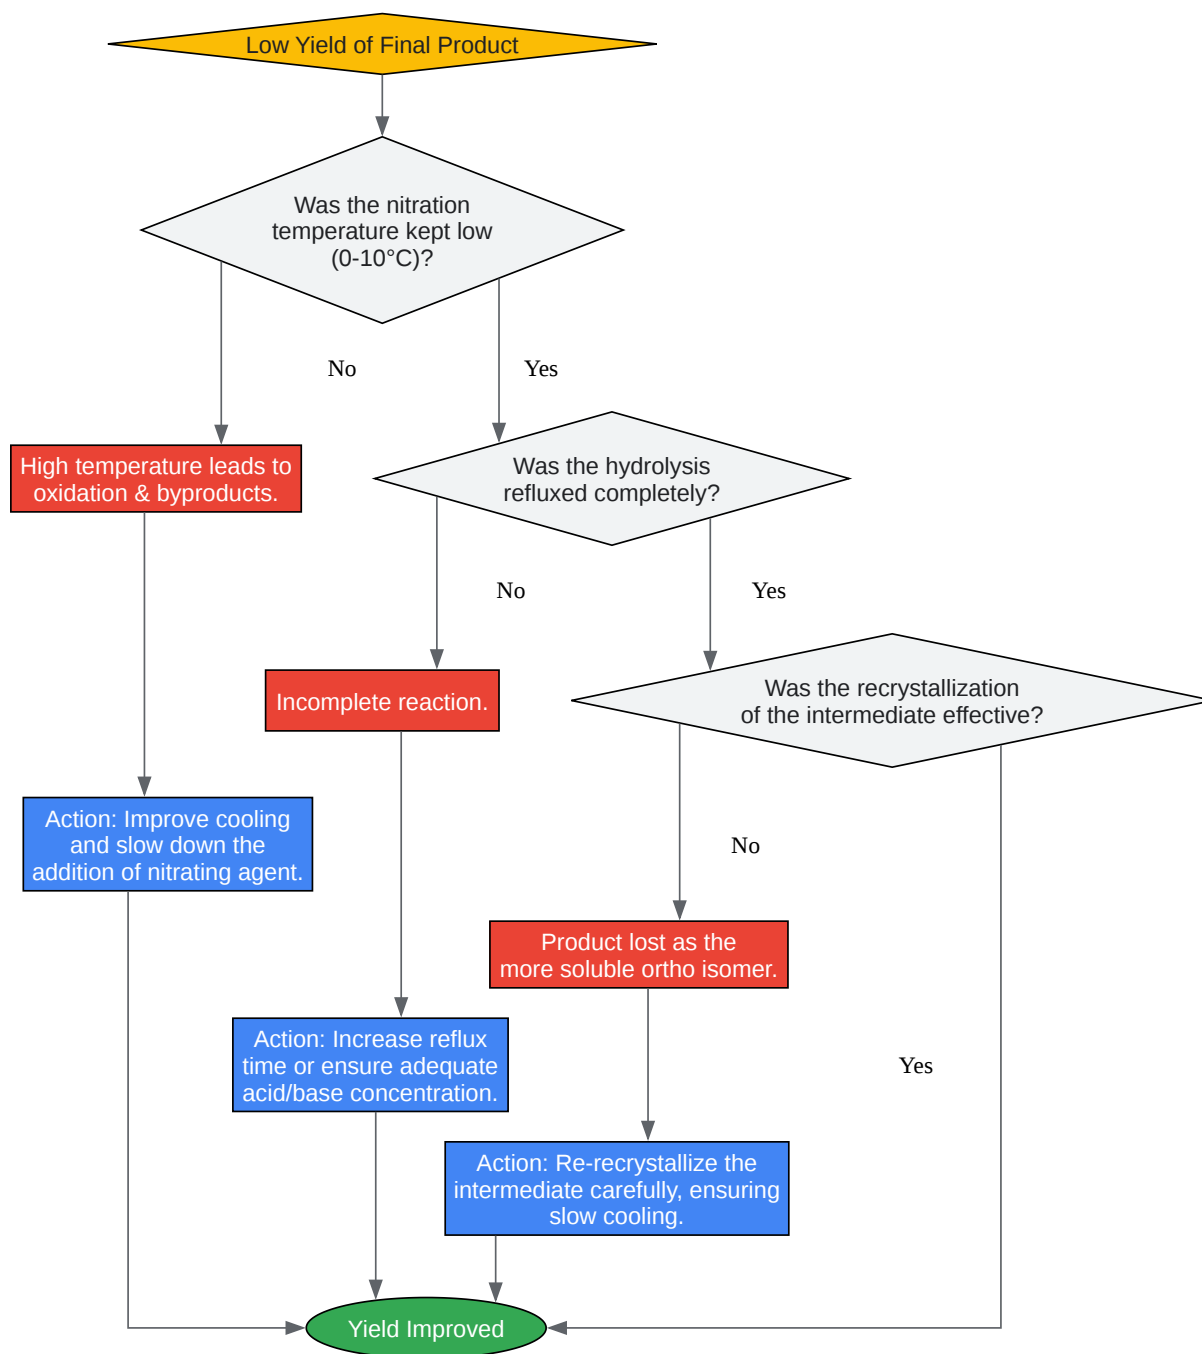 Low Yield of Final Product
Was the nitration
temperature kept low
(0-10°C)?
No
Yes
High temperature leads to
oxidation & byproducts.
Was the hydrolysis
refluxed completely?
No
Yes
Incomplete reaction.
Was the recrystallization
of the intermediate effective?
Action: Improve cooling
and slow down the
addition of nitrating agent.
No
Product lost as the
more soluble ortho isomer.
Action: Increase reflux
time or ensure adequate
acid/base concentration.
Yes
Action: Re-recrystallize the
intermediate carefully, ensuring
slow cooling.
Yield Improved